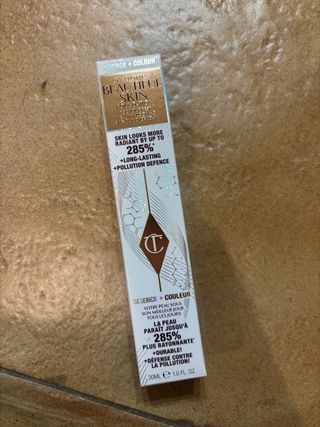 SCIENCE + COLOUR
BEAUTIFUL
SKIN
SKIN LOOKS MORE
RADIANT BY UP TO
285%*
+LONG-LASTING
+POLLUTION DEFENCE
CT
SCIENCE + COULEUR
VOTRE PEAU SOUS
SON MEILLEUR JOUR,
TOUS LES JOURS!
LA PEAU
PARAÎT JUSQU'À
285%
PLUS RAYONNANTE*
+DURABLE!
+DÉFENSE CONTRE
LA POLLUTION!
30ML e 1.0 FL. OZ.